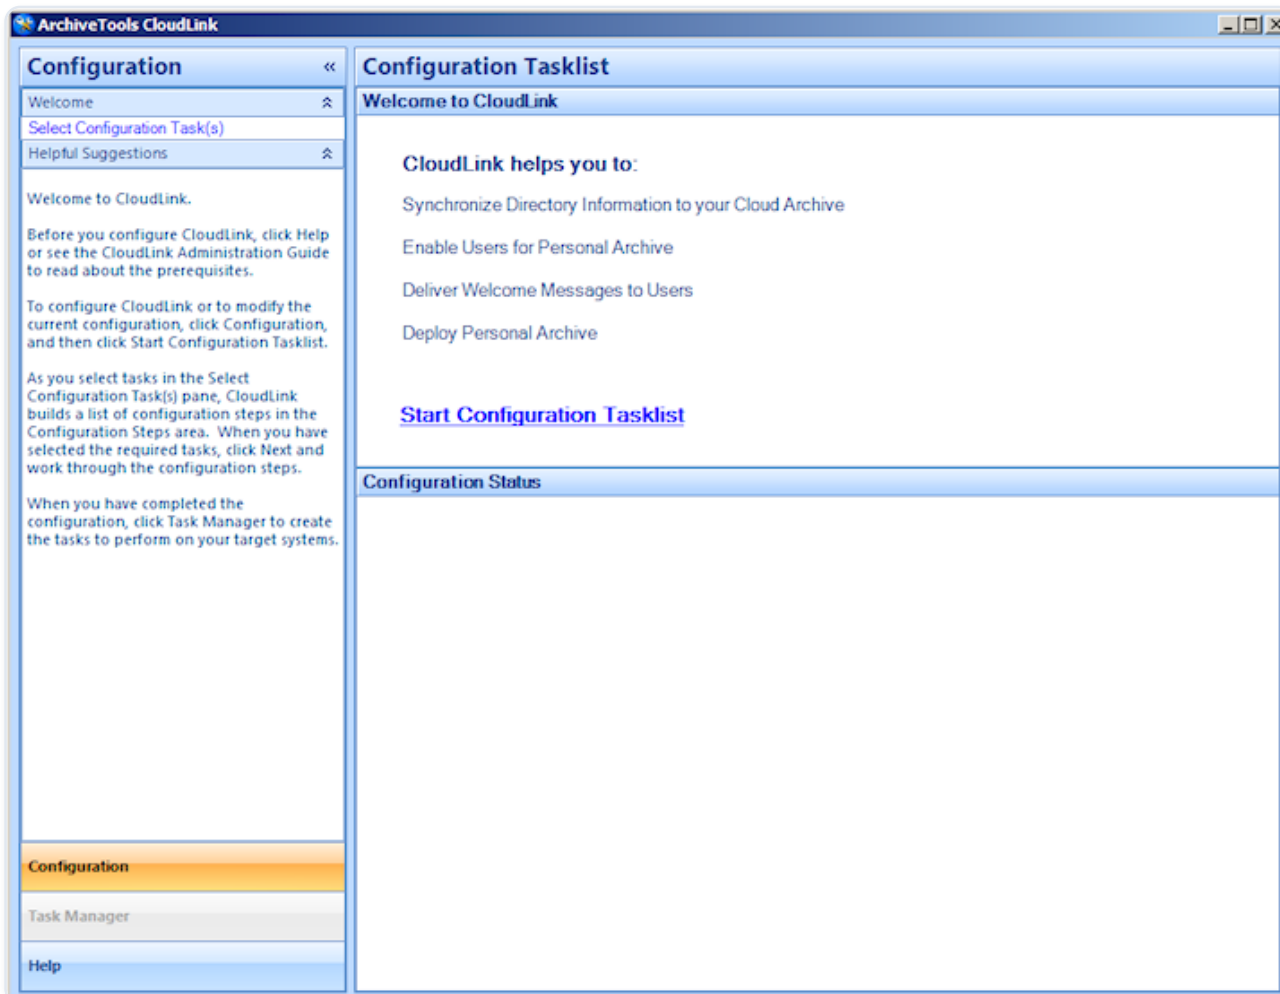 ArchiveTools CloudLink
Configuration
Welcome
Select Configuration Task(s)
Helpful Suggestions
Welcome to CloudLink.
Before you configure CloudLink, click Help
or see the CloudLink Administration Guide
to read about the prerequisites.
To configure CloudLink or to modify the
current configuration, click Configuration,
and then click Start Configuration Tasklist.
As you select tasks in the Select
Configuration Task(s) pane, CloudLink
builds a list of configuration steps in the
Configuration Steps area. When you have
selected the required tasks, click Next and
work through the configuration steps.
When you have completed the
configuration, click Task Manager to create
the tasks to perform on your target systems.
Configuration
Task Manager
Help
Configuration Tasklist
Welcome to CloudLink
CloudLink helps you to:
Synchronize Directory Information to your Cloud Archive
Enable Users for Personal Archive
Deliver Welcome Messages to Users
Deploy Personal Archive
Start Configuration Tasklist
Configuration Status